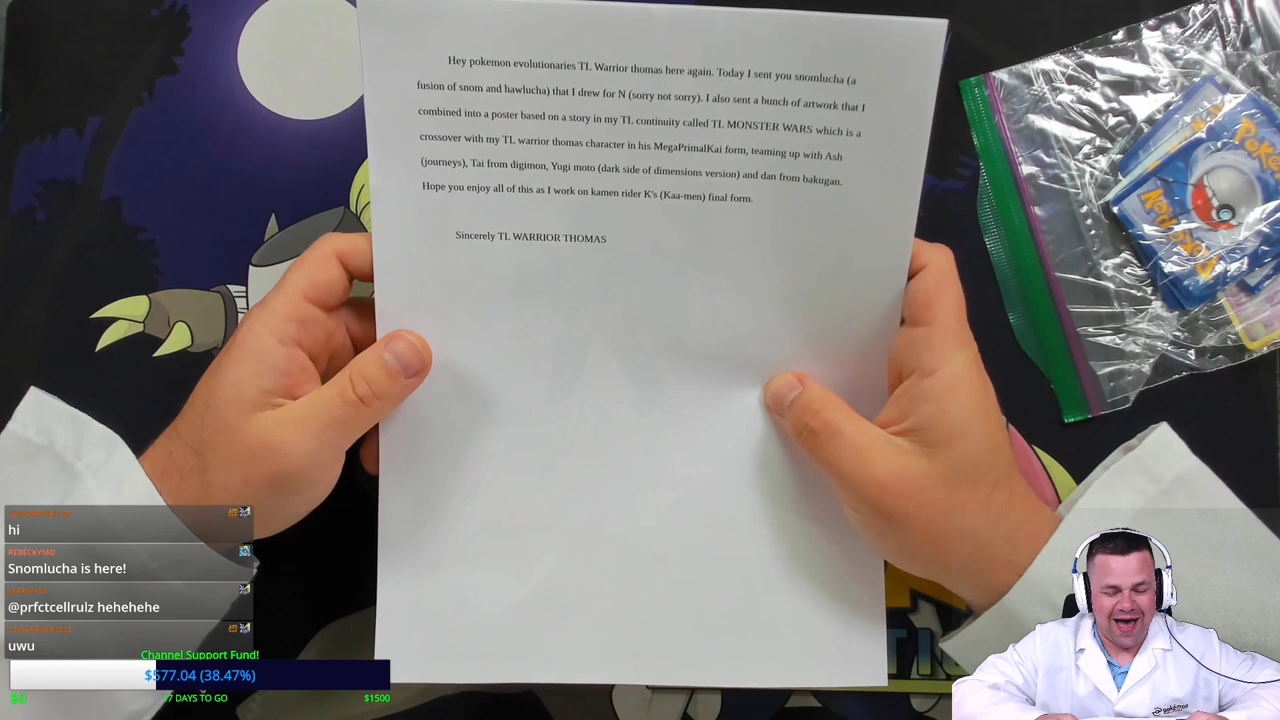 Hey pokemon evolutionaries TL Warrior thomas here again. Today I sent you snomlucha (a
fusion of snom and hawlucha) that I drew for N (sorry not sorry). I also sent a bunch of artwork that I
combined into a poster based on a story in my TL continuity called TL MONSTER WARS which is a
crossover with my TL warrior thomas character in his MegaPrimalKai form, teaming up with Ash
(journeys), Tai from digimon, Yugi moto (dark side of dimensions version) and dan from bakugan.
Hope you enjoy all of this as I work on kamen rider K's (Kaa-men) final form.
Sincerely TL WARRIOR THOMAS
hi
REBECKYMO
Snomlucha is here!
@prfctcellrulz hehehehe
uwu
Channel Support Fund!
$577.04 (38.47%)
$0
DAYS TO GO
$1500